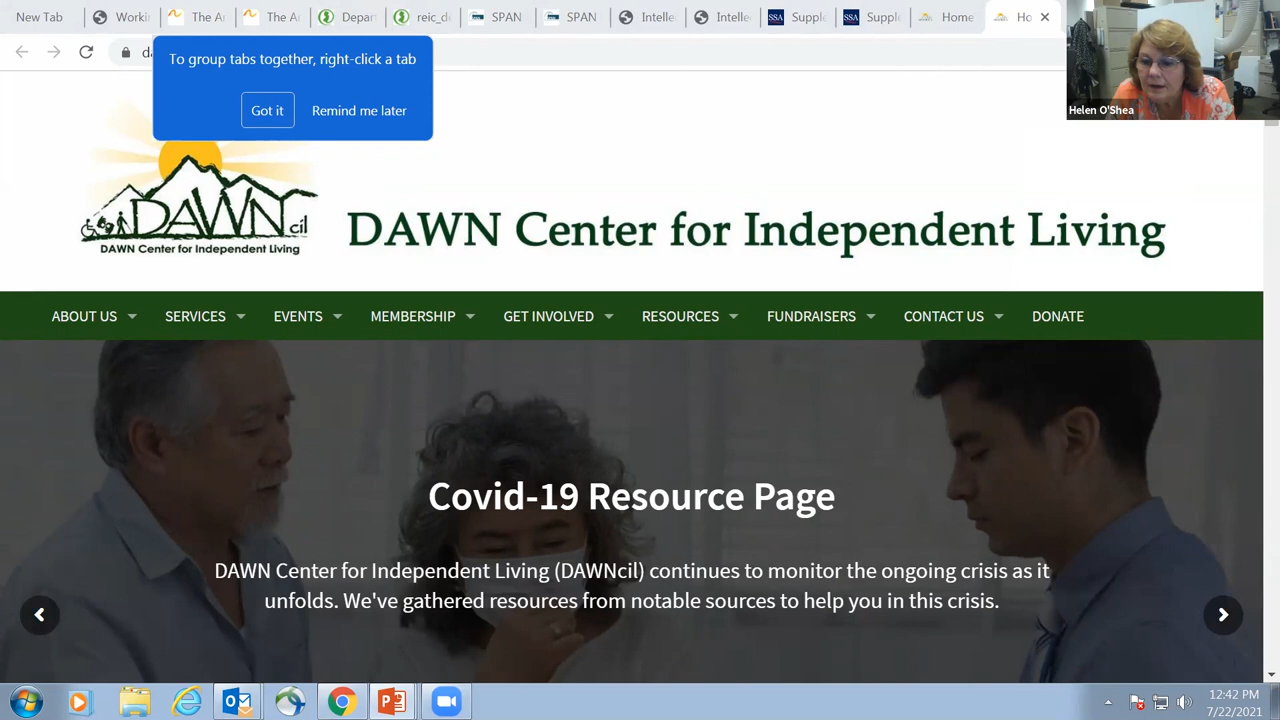 New Tab
Workin
The Ar
The Ar
Depar
reic_d
SPAN
SPAN
Intelle
Intelle
Supple
Supple
Home
Ho
To group tabs together, right-click a tab
Got it
Remind me later
Helen O'Shea
DAWN cil
DAWN Center for Independent Living
DAWN Center for Independent Living
ABOUT US
SERVICES
EVENTS
MEMBERSHIP
GET INVOLVED
RESOURCES
FUNDRAISERS
CONTACT US
DONATE
Covid-19 Resource Page
DAWN Center for Independent Living (DAWNcil) continues to monitor the ongoing crisis as it
unfolds. We've gathered resources from notable sources to help you in this crisis.
12:42 PM
7/22/2021